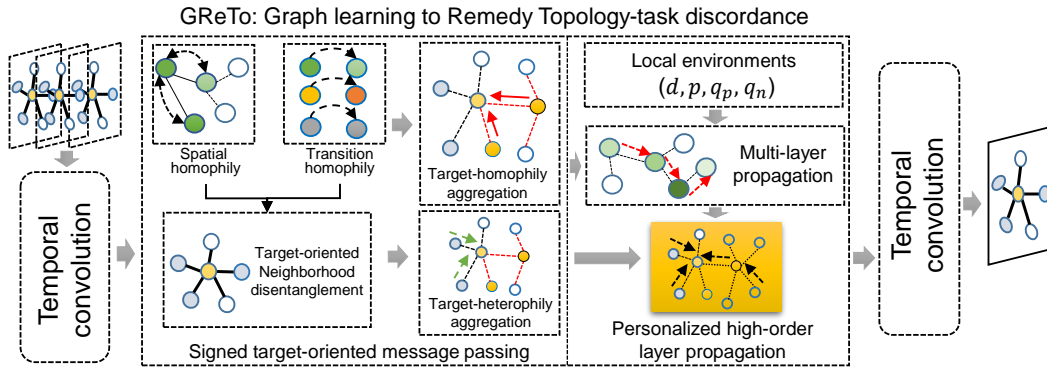 GReTo: Graph learning to Remedy Topology-task discordance
Temporal
convolution
Spatial
homophily
Transition
homophily
Target-oriented
Neighborhood
disentanglement
Target-homophily
aggregation
Target-heterophily
aggregation
Signed target-oriented message passing
Local environments
(d, p, q_p, q_n)
Multi-layer
propagation
Personalized high-order
layer propagation
Temporal
convolution